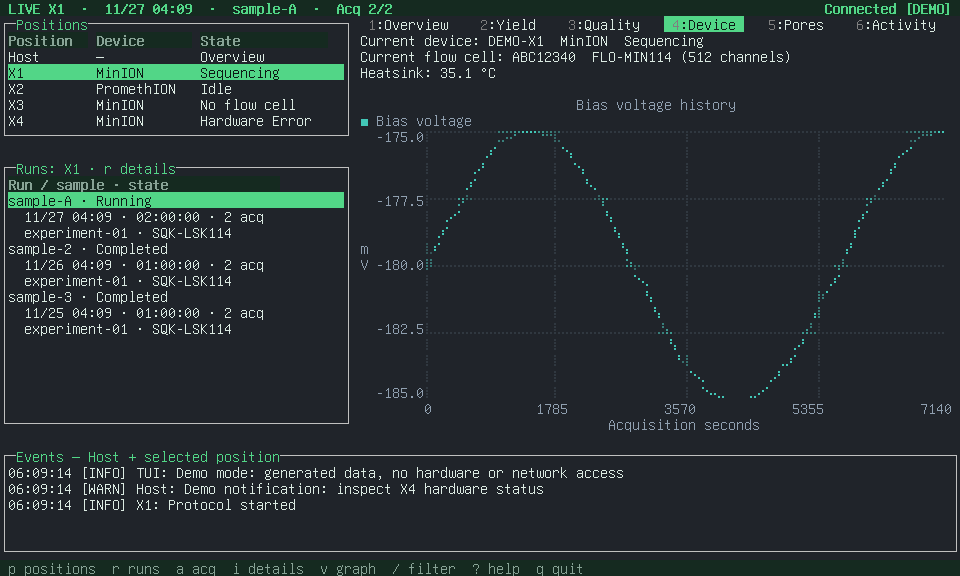 LIVE X1 · 11/27 04:09 · sample-A · Acq 2/2 Connected [DEMO]
Positions
Position Device State
Host — Overview
X1 MinION Sequencing
X2 PromethION Idle
X3 MinION No flow cell
X4 MinION Hardware Error
Runs: X1 · r details
Run / sample · state
sample-A · Running
11/27 04:09 · 02:00:00 · 2 acq
experiment-01 · SQK-LSK114
sample-2 · Completed
11/26 04:09 · 01:00:00 · 2 acq
experiment-01 · SQK-LSK114
sample-3 · Completed
11/25 04:09 · 01:00:00 · 2 acq
experiment-01 · SQK-LSK114
1:Overview 2:Yield 3:Quality 4:Device 5:Pores 6:Activity
Current device: DEMO-X1 MinION Sequencing
Current flow cell: ABC12340 FLO-MIN114 (512 channels)
Heatsink: 35.1 °C
Bias voltage history
Bias voltage
-175.0
-177.5
m
V -180.0
-182.5
-185.0
0 1785 3570 5355 7140
Acquisition seconds
Events — Host + selected position
06:09:14 [INFO] TUI: Demo mode: generated data, no hardware or network access
06:09:14 [WARN] Host: Demo notification: inspect X4 hardware status
06:09:14 [INFO] X1: Protocol started
p positions r runs a acq i details v graph / filter ? help q quit